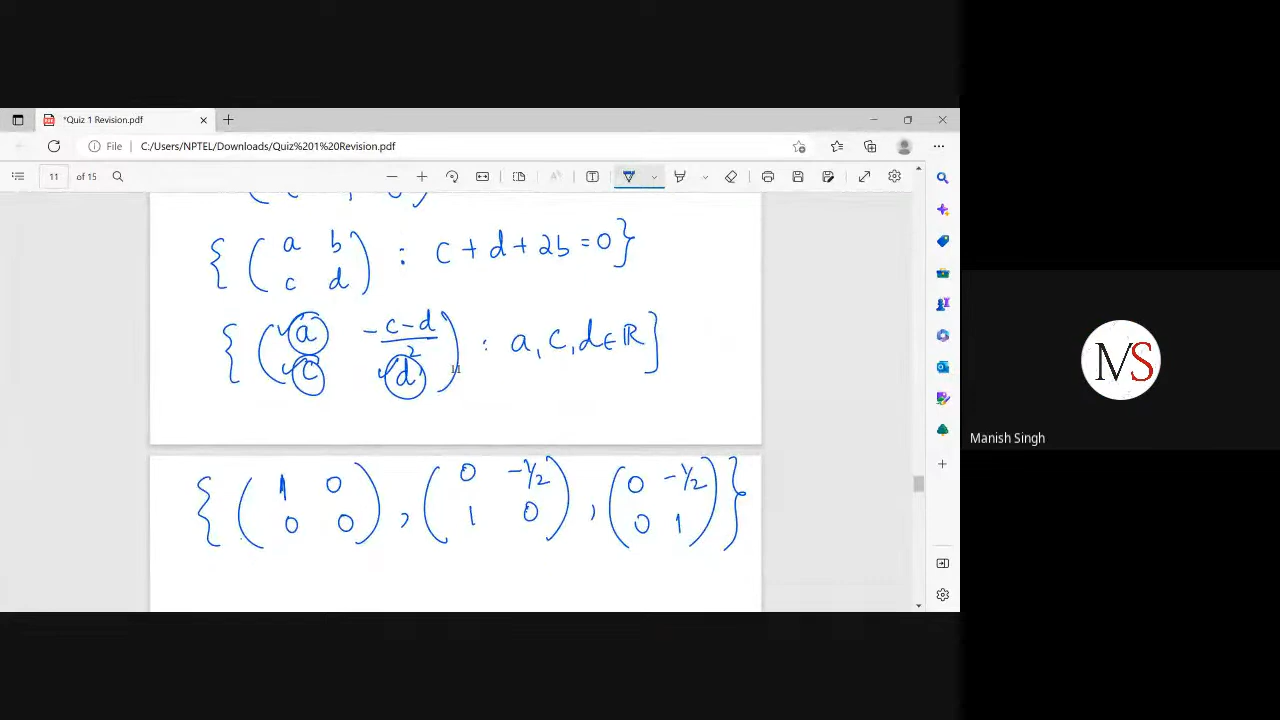 *Quiz 1 Revision.pdf
File C:/Users/NPTEL/Downloads/Quiz%201%20Revision.pdf
11 of 15
{ ( a b
c d ) : c + d + 2b = 0 }
{ ( a (-c-d)/2
c d ) : a, c, d ∈ ℝ }
11
{ ( 1 0
0 0 ) , ( 0 -1/2
1 0 ) , ( 0 -1/2
0 1 ) }
MS
Manish Singh